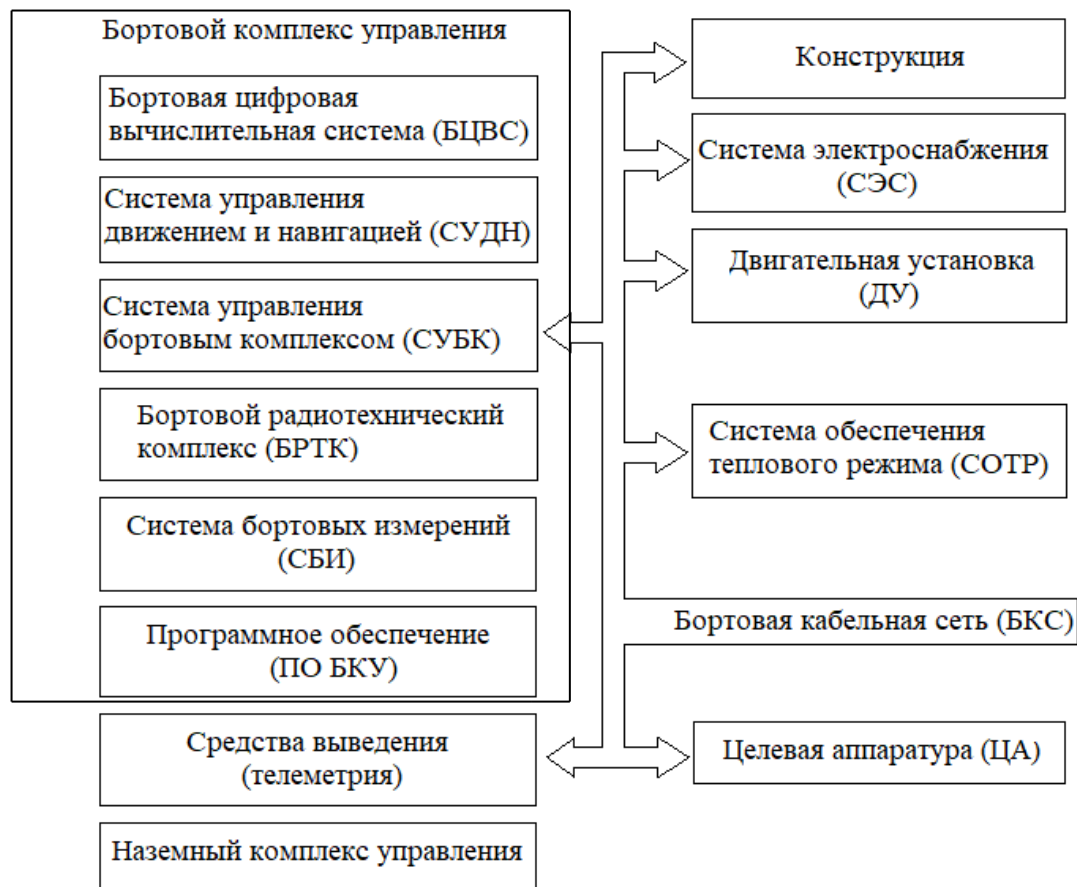 Бортовой комплекс управления
Бортовая цифровая
вычислительная система (БЦВС)
Система управления
движением и навигацией (СУДН)
Система управления
бортовым комплексом (СУБК)
Бортовой радиотехнический
комплекс (БРТК)
Система бортовых измерений
(СБИ)
Программное обеспечение
(ПО БКУ)
Средства выведения
(телеметрия)
Наземный комплекс управления
Конструкция
Система электроснабжения
(СЭС)
Двигательная установка
(ДУ)
Система обеспечения
теплового режима (СОТР)
Бортовая кабельная сеть (БКС)
Целевая аппаратура (ЦА)